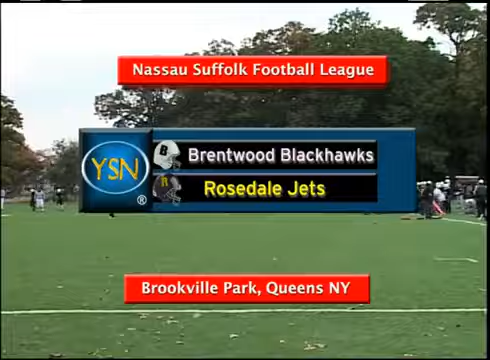 Nassau Suffolk Football League
YSN
®
B
Brentwood Blackhawks
R
Rosedale Jets
Brookville Park, Queens NY